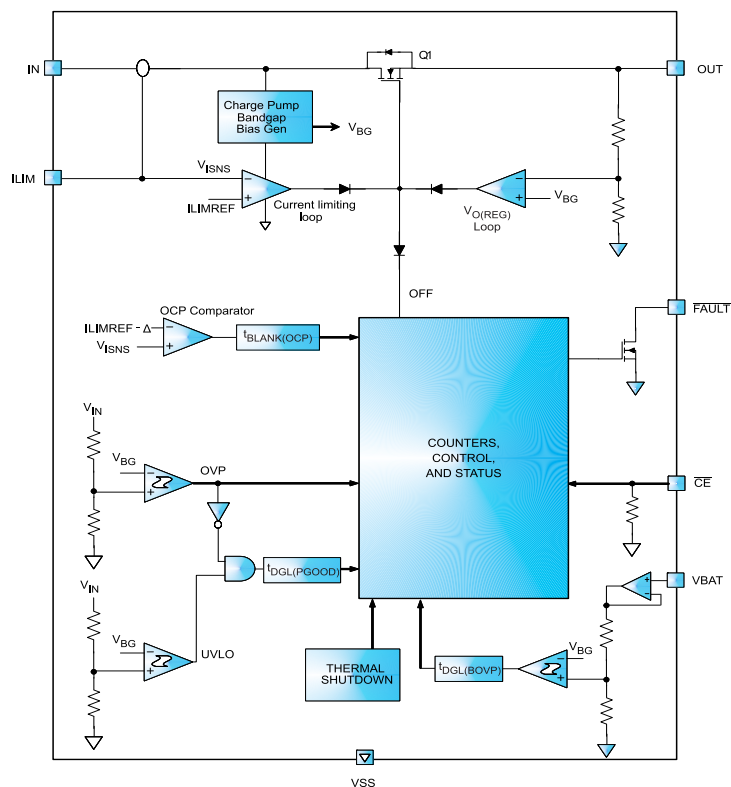 Q1
IN
OUT
Charge Pump
Bandgap
Bias Gen
VBG
ILIM
VISNS
−
+
ILIMREF
Current limiting
loop
−
+
VBG
VO(REG)
Loop
OFF
FAULT
OCP Comparator
ILIMREF - Δ
−
VISNS
+
tBLANK(OCP)
COUNTERS,
CONTROL,
AND STATUS
VIN
VBG
−
+
OVP
CE
tDGL(PGOOD)
VIN
VBG
−
+
UVLO
VBAT
+
−
THERMAL
SHUTDOWN
tDGL(BOVP)
VBG
−
+
VSS